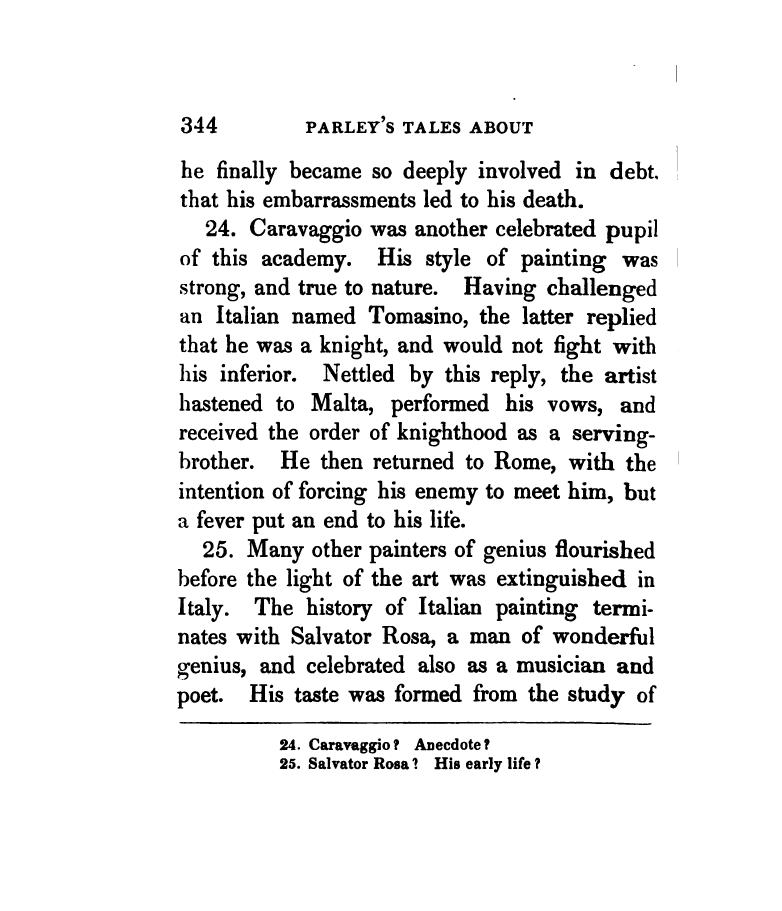 344 PARLEY'S TALES ABOUT
he finally became so deeply involved in debt.
that his embarrassments led to his death.
24. Caravaggio was another celebrated pupil
of this academy. His style of painting was
strong, and true to nature. Having challenged
an Italian named Tomasino, the latter replied
that he was a knight, and would not fight with
his inferior. Nettled by this reply, the artist
hastened to Malta, performed his vows, and
received the order of knighthood as a serving-
brother. He then returned to Rome, with the
intention of forcing his enemy to meet him, but
a fever put an end to his life.
25. Many other painters of genius flourished
before the light of the art was extinguished in
Italy. The history of Italian painting termi-
nates with Salvator Rosa, a man of wonderful
genius, and celebrated also as a musician and
poet. His taste was formed from the study of
24. Caravaggio? Anecdote?
25. Salvator Rosa? His early life?